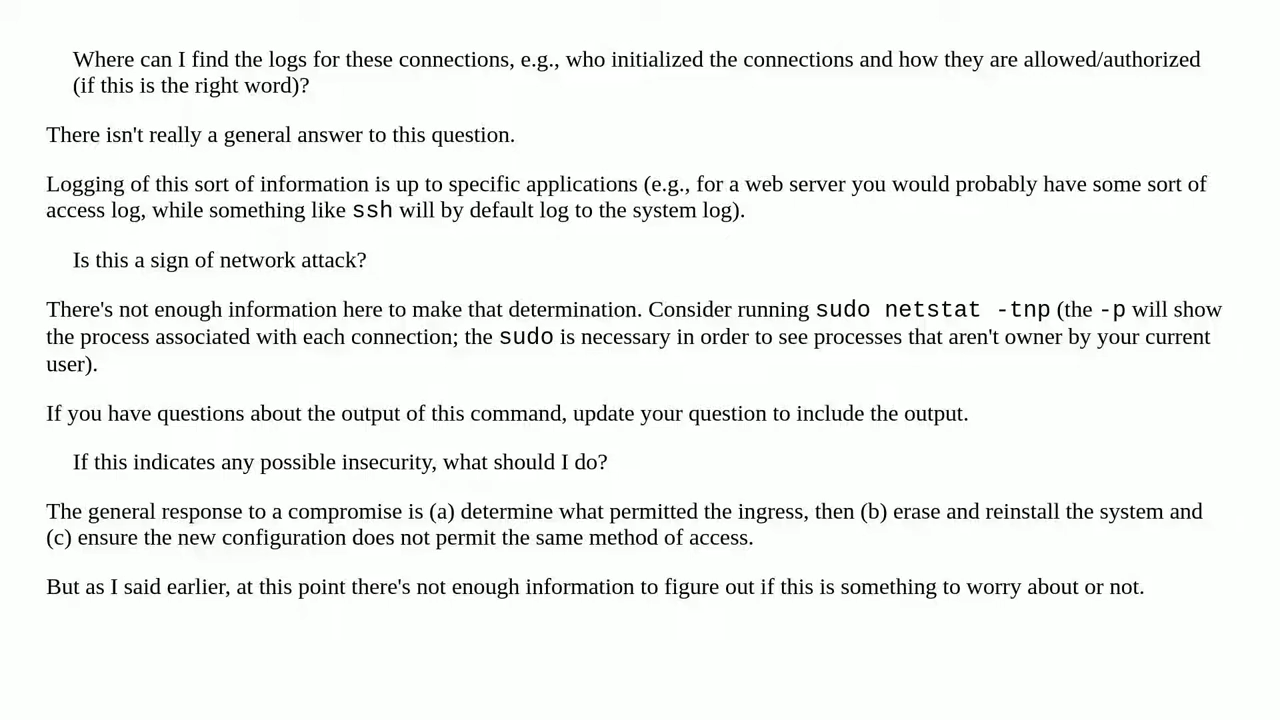 Where can I find the logs for these connections, e.g., who initialized the connections and how they are allowed/authorized
(if this is the right word)?
There isn't really a general answer to this question.
Logging of this sort of information is up to specific applications (e.g., for a web server you would probably have some sort of
access log, while something like ssh will by default log to the system log).
Is this a sign of network attack?
There's not enough information here to make that determination. Consider running sudo netstat -tnp (the -p will show
the process associated with each connection; the sudo is necessary in order to see processes that aren't owner by your current
user).
If you have questions about the output of this command, update your question to include the output.
If this indicates any possible insecurity, what should I do?
The general response to a compromise is (a) determine what permitted the ingress, then (b) erase and reinstall the system and
(c) ensure the new configuration does not permit the same method of access.
But as I said earlier, at this point there's not enough information to figure out if this is something to worry about or not.